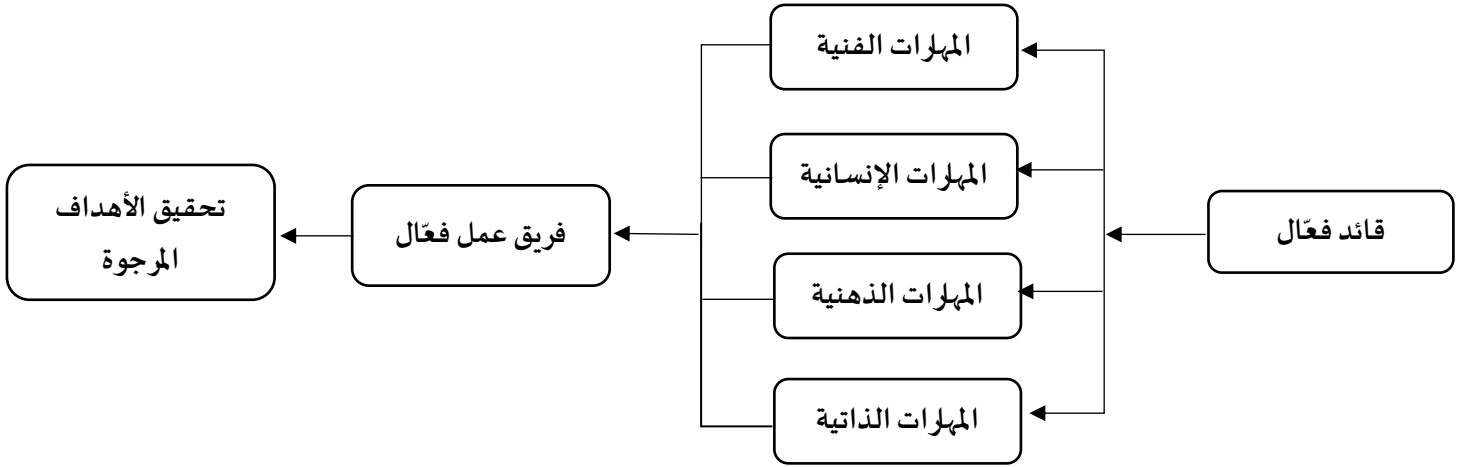 قائد فعّال
المهارات الفنية
المهارات الإنسانية
المهارات الذهنية
المهارات الذاتية
فريق عمل فعّال
تحقيق الأهداف
المرجوة